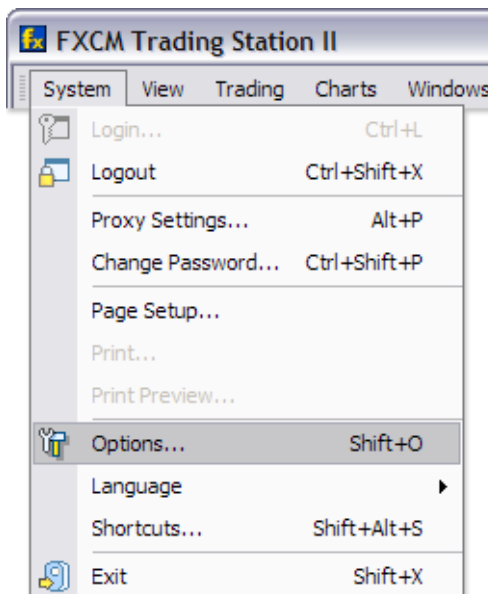 fx FXCM Trading Station II
System View Trading Charts Windows
Login... Ctrl+L
Logout Ctrl+Shift+X
Proxy Settings... Alt+P
Change Password... Ctrl+Shift+P
Page Setup...
Print...
Print Preview...
Options... Shift+O
Language
Shortcuts... Shift+Alt+S
Exit Shift+X